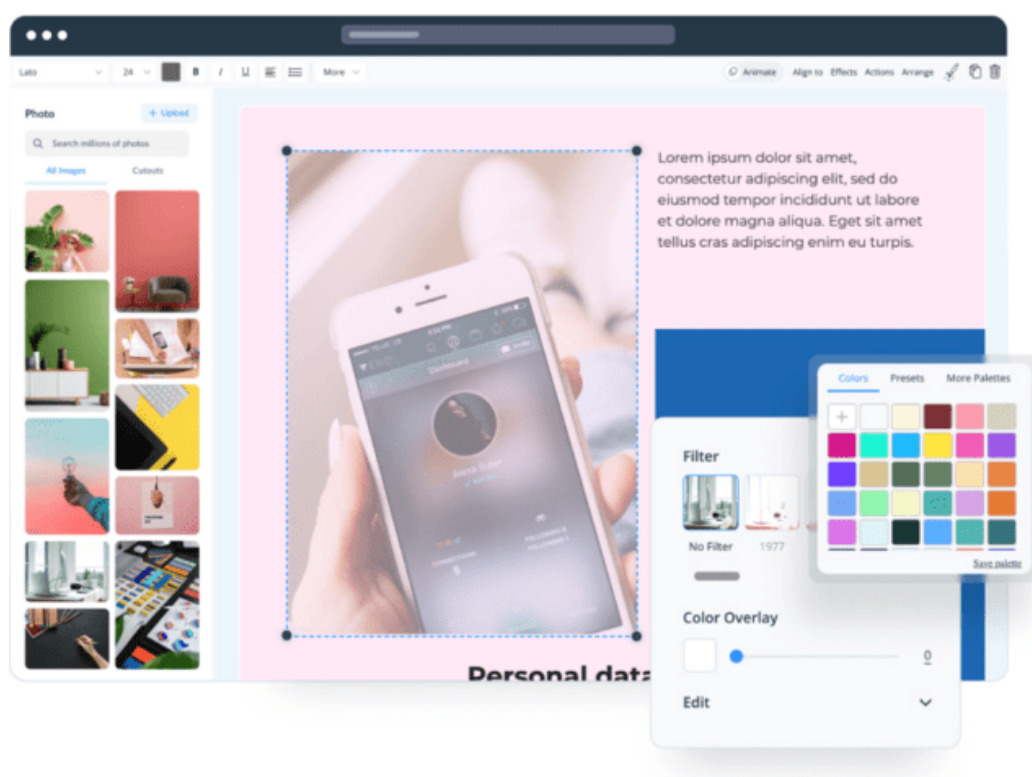 Lato
24
B
I
U
More
Animate
Align to
Effects
Actions
Arrange
Photo
+ Upload
Search millions of photos
All Images
Cutouts
Lorem ipsum dolor sit amet,
consectetur adipiscing elit, sed do
eiusmod tempor incididunt ut labore
et dolore magna aliqua. Eget sit amet
tellus cras adipiscing enim eu turpis.
Dashboard
Personal data
Filter
No Filter
1977
Color Overlay
0
Edit
Colors
Presets
More Palettes
Save palette